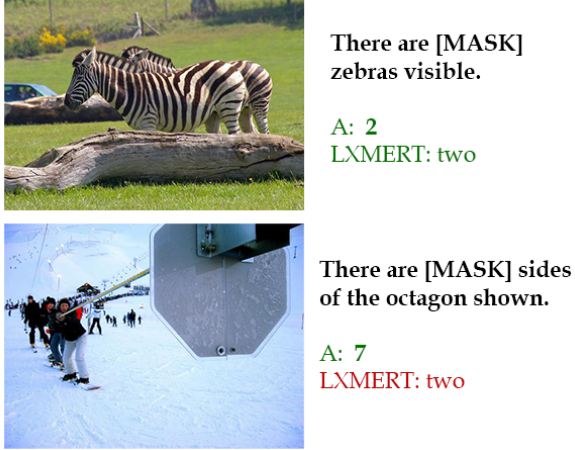 There are [MASK]
zebras visible.
A: 2
LXMERT: two
There are [MASK] sides
of the octagon shown.
A: 7
LXMERT: two